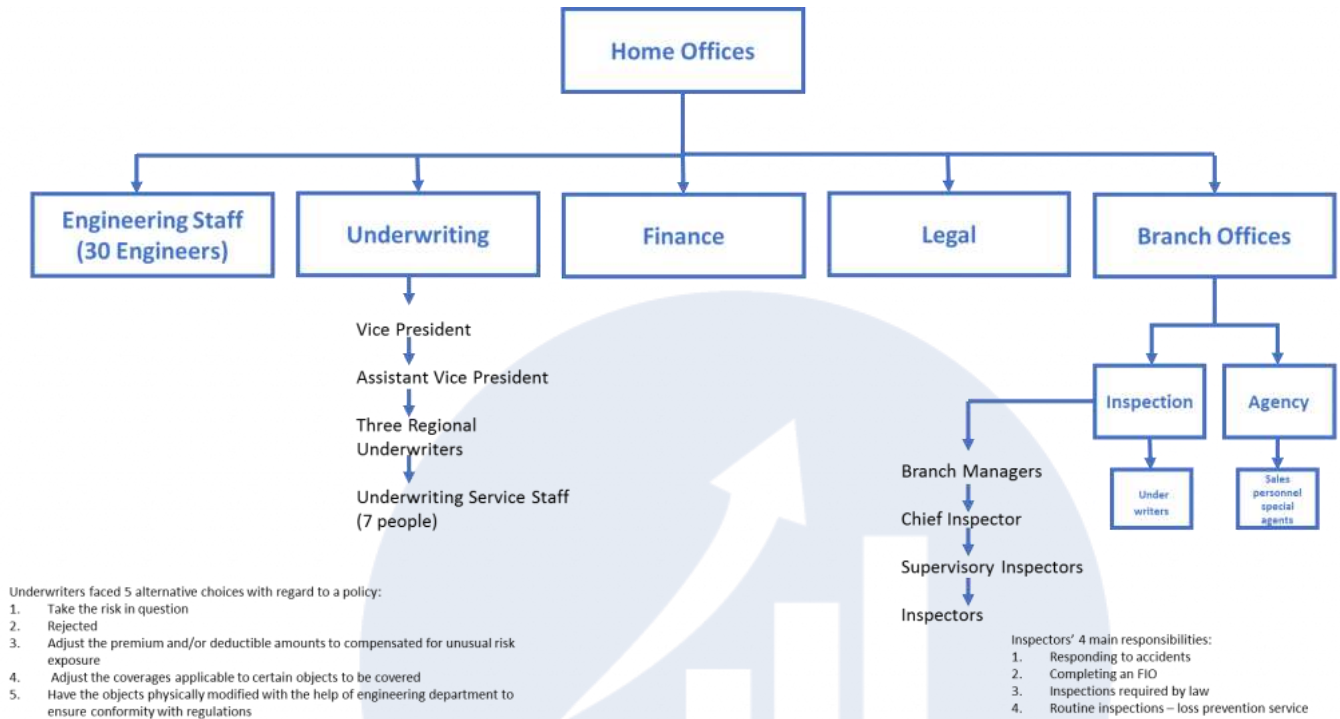 Home Offices
Engineering Staff
(30 Engineers)
Underwriting
Finance
Legal
Branch Offices
Vice President
Assistant Vice President
Three Regional
Underwriters
Underwriting Service Staff
(7 people)
Inspection
Agency
Under
writers
Sales
personnel
special
agents
Branch Managers
Chief Inspector
Supervisory Inspectors
Inspectors
Underwriters faced 5 alternative choices with regard to a policy:
1. Take the risk in question
2. Rejected
3. Adjust the premium and/or deductible amounts to compensated for unusual risk
exposure
4. Adjust the coverages applicable to certain objects to be covered
5. Have the objects physically modified with the help of engineering department to
ensure conformity with regulations
Inspectors' 4 main responsibilities:
1. Responding to accidents
2. Completing an FIO
3. Inspections required by law
4. Routine inspections – loss prevention service